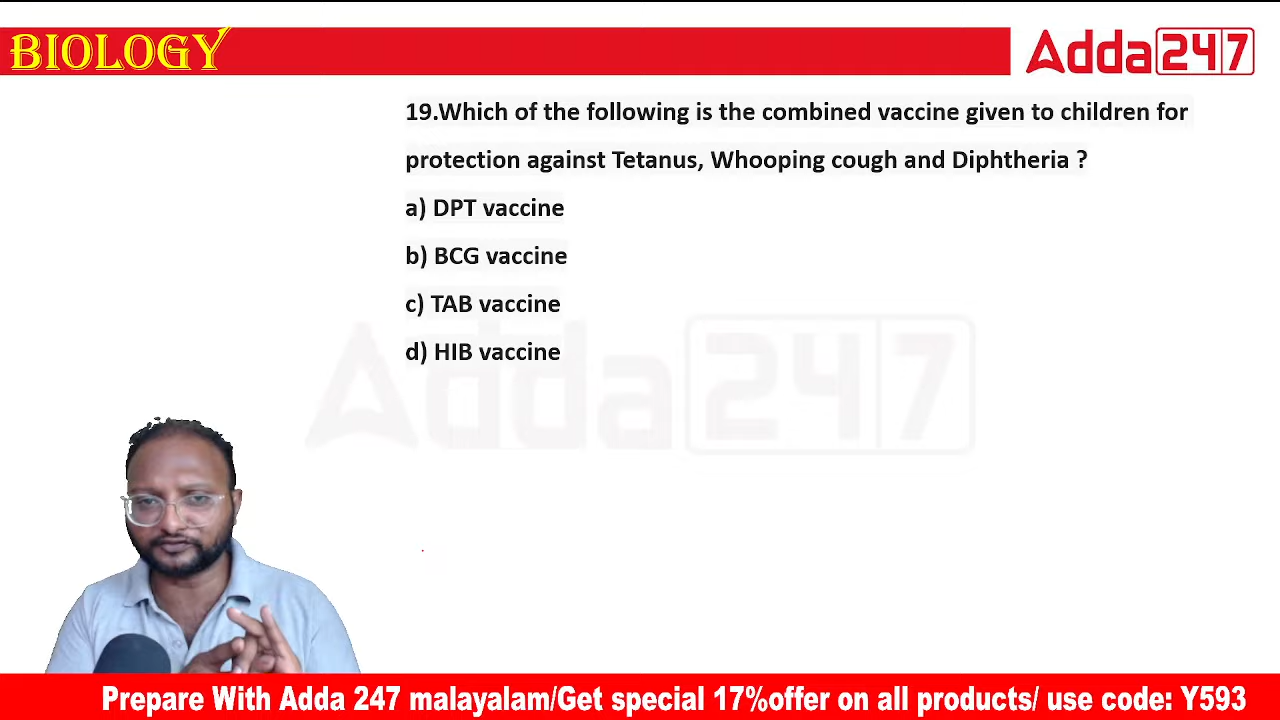 BIOLOGY
Adda247
19.Which of the following is the combined vaccine given to children for
protection against Tetanus, Whooping cough and Diphtheria ?
a) DPT vaccine
b) BCG vaccine
c) TAB vaccine
d) HIB vaccine
Adda247
Prepare With Adda 247 malayalam/Get special 17%offer on all products/ use code: Y593